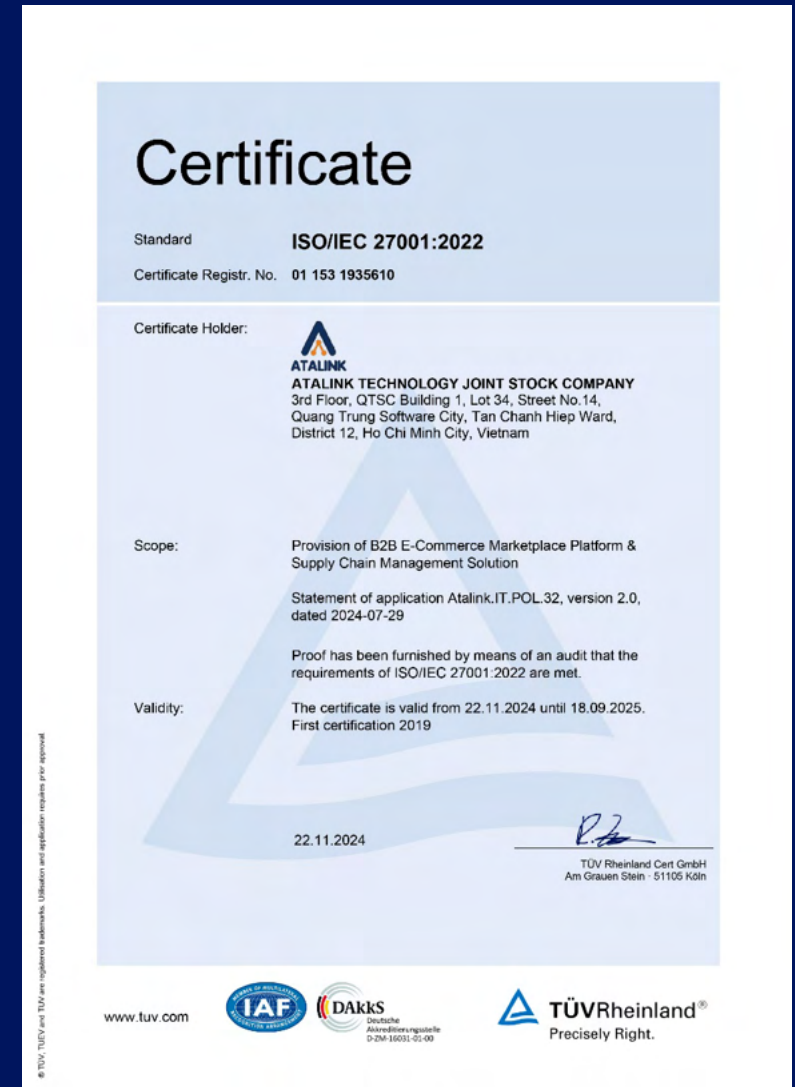 Certificate
Standard ISO/IEC 27001:2022
Certificate Registr. No. 01 153 1935610
Certificate Holder:
ATALINK
ATALINK TECHNOLOGY JOINT STOCK COMPANY
3rd Floor, QTSC Building 1, Lot 34, Street No.14,
Quang Trung Software City, Tan Chanh Hiep Ward,
District 12, Ho Chi Minh City, Vietnam
Scope: Provision of B2B E-Commerce Marketplace Platform &
Supply Chain Management Solution
Statement of application Atalink.IT.POL.32, version 2.0,
dated 2024-07-29
Proof has been furnished by means of an audit that the
requirements of ISO/IEC 27001:2022 are met.
Validity: The certificate is valid from 22.11.2024 until 18.09.2025.
First certification 2019
22.11.2024
TÜV Rheinland Cert GmbH
Am Grauen Stein · 51105 Köln
® TÜV, TUEV and TUV are registered trademarks. Utilisation and application requires prior approval.
www.tuv.com
MEMBER OF MULTILATERAL
IAF
RECOGNITION ARRANGEMENT
DAkkS
Deutsche
Akkreditierungsstelle
D-ZM-16031-01-00
TÜVRheinland®
Precisely Right.